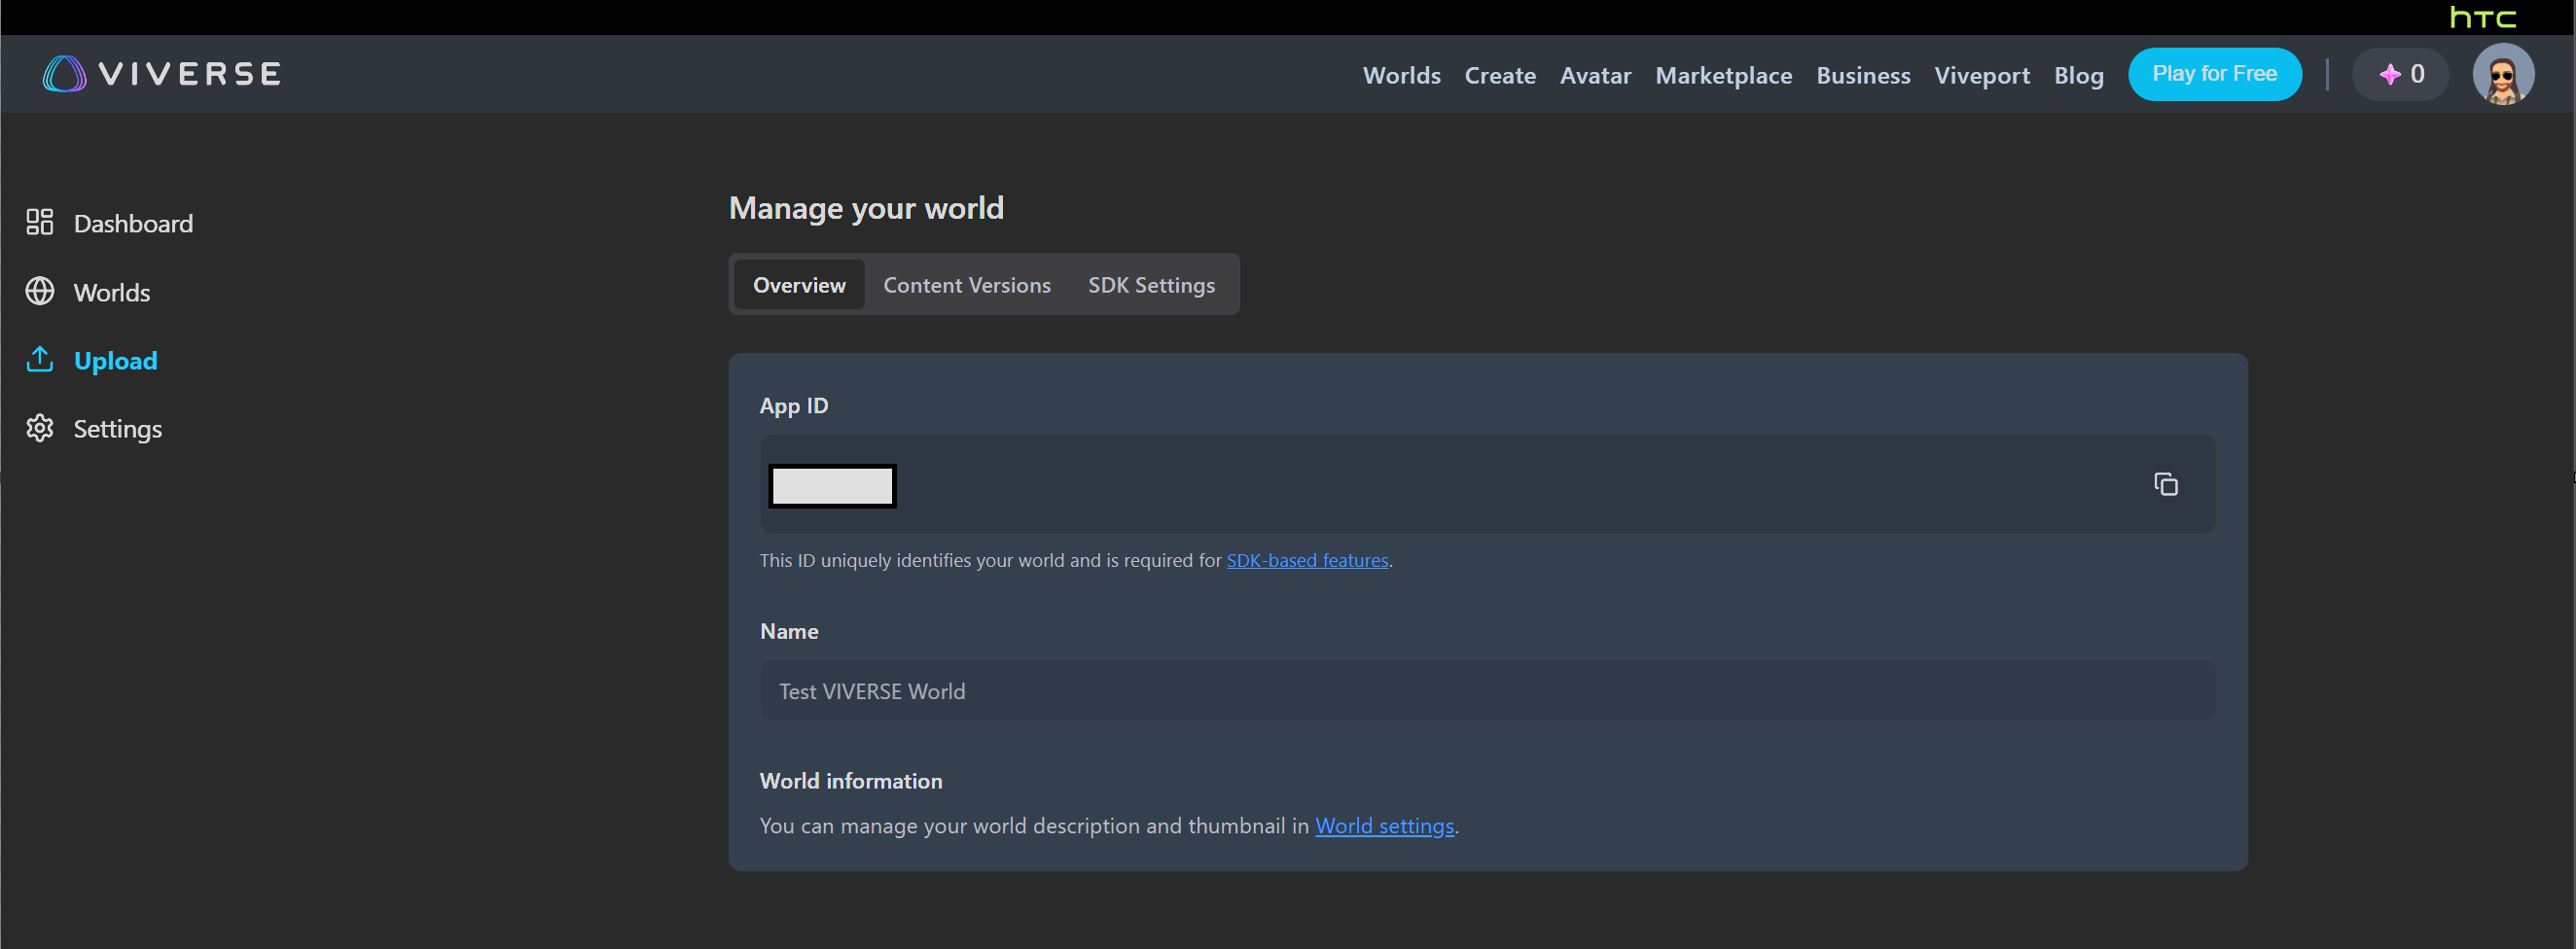 hTC
VIVERSE
Worlds Create Avatar Marketplace Business Viveport Blog Play for Free 0
Dashboard
Worlds
Upload
Settings
Manage your world
Overview Content Versions SDK Settings
App ID
This ID uniquely identifies your world and is required for SDK-based features.
Name
Test VIVERSE World
World information
You can manage your world description and thumbnail in World settings.